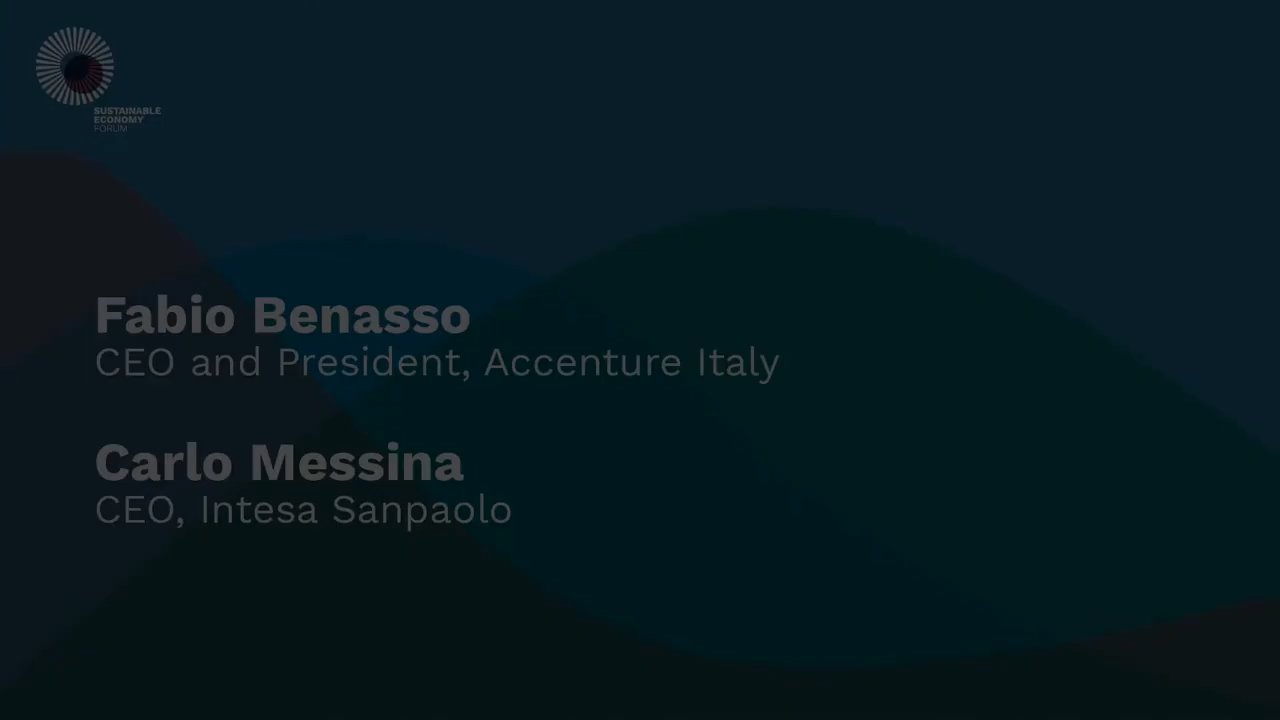 SUSTAINABLE
ECONOMY
FORUM
Fabio Benasso
CEO and President, Accenture Italy
Carlo Messina
CEO, Intesa Sanpaolo